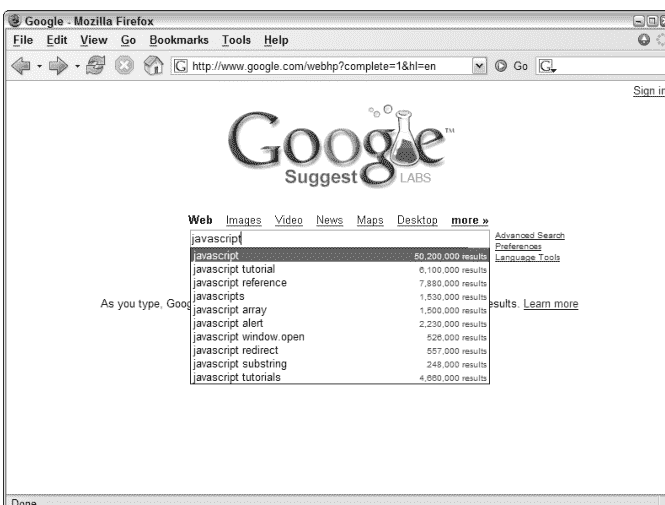 Google - Mozilla Firefox
File Edit View Go Bookmarks Tools Help
http://www.google.com/webhp?complete=1&hl=en Go
Sign in
Google™
Suggest LABS
Web Images Video News Maps Desktop more »
javascript
Advanced Search
Preferences
Language Tools
javascript 50,200,000 results
javascript tutorial 6,100,000 results
javascript reference 7,880,000 results
javascripts 1,530,000 results
javascript array 1,500,000 results
javascript alert 2,230,000 results
javascript window.open 526,000 results
javascript redirect 557,000 results
javascript substring 248,000 results
javascript tutorials 4,660,000 results
As you type, Goog esults. Learn more
Done